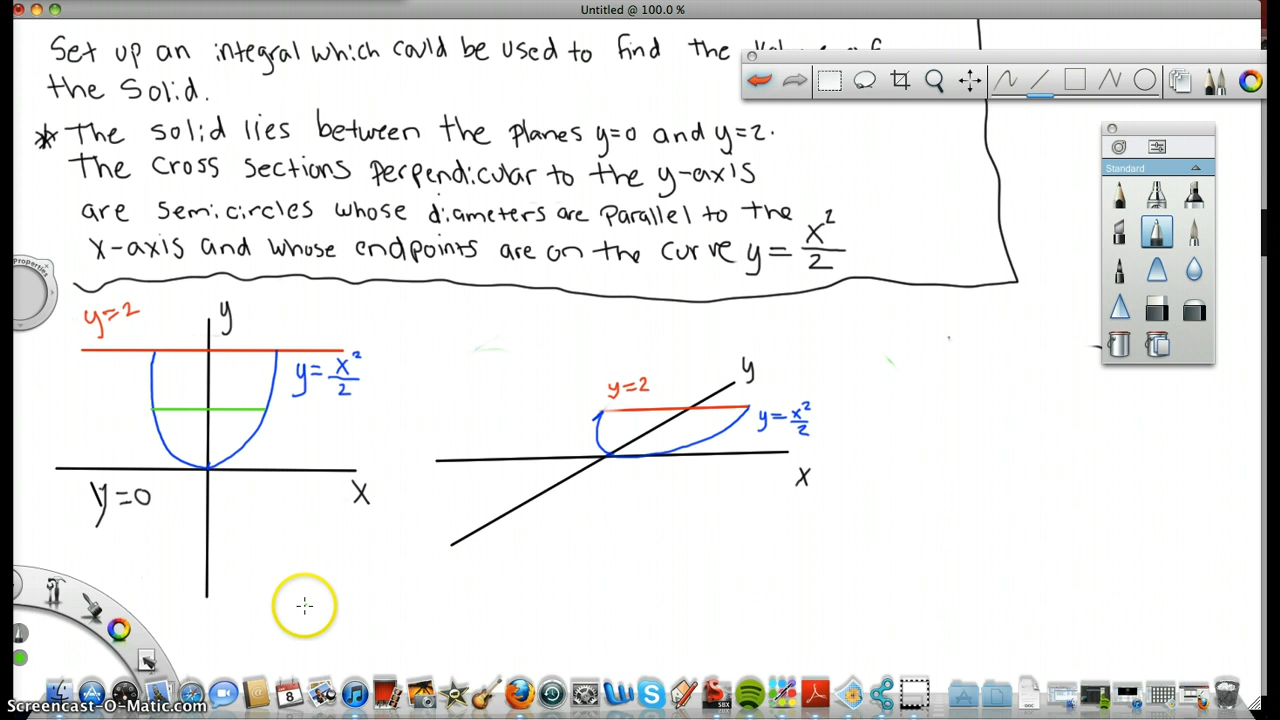 Untitled @ 100.0 %
Set up an integral which could be used to find the
the Solid.
* The solid lies between the planes y=0 and y=2.
The cross sections perpendicular to the y-axis
are semicircles whose diameters are parallel to the
x-axis and whose endpoints are on the curve y = x²/2
Properties
Standard
y=2
y
y = x²/2
y=0
x
y
y=2
y = x²/2
x
8
SBX
Screencast-O-Matic.com